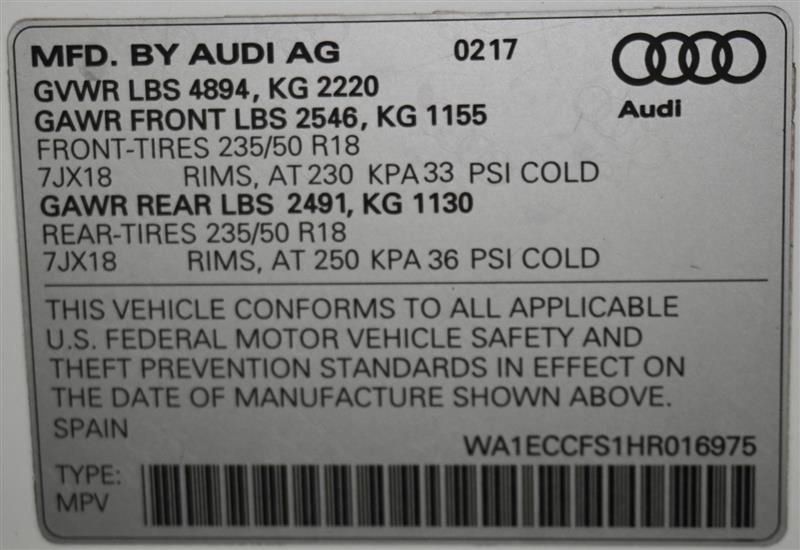 MFD. BY AUDI AG 0217
Audi
GVWR LBS 4894, KG 2220
GAWR FRONT LBS 2546, KG 1155
FRONT-TIRES 235/50 R18
7JX18 RIMS, AT 230 KPA 33 PSI COLD
GAWR REAR LBS 2491, KG 1130
REAR-TIRES 235/50 R18
7JX18 RIMS, AT 250 KPA 36 PSI COLD
THIS VEHICLE CONFORMS TO ALL APPLICABLE
U.S. FEDERAL MOTOR VEHICLE SAFETY AND
THEFT PREVENTION STANDARDS IN EFFECT ON
THE DATE OF MANUFACTURE SHOWN ABOVE.
SPAIN
WA1ECCFS1HR016975
TYPE:
MPV